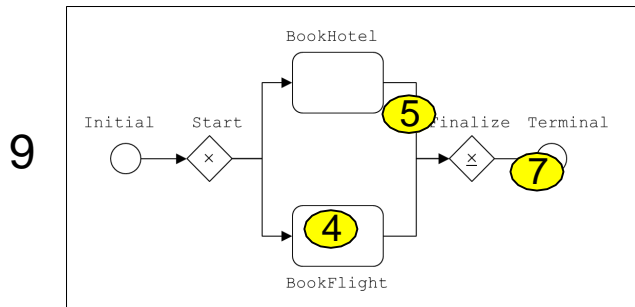 BookHotel
Initial
Start
5
Finalize
Terminal
9
×
×
7
4
BookFlight